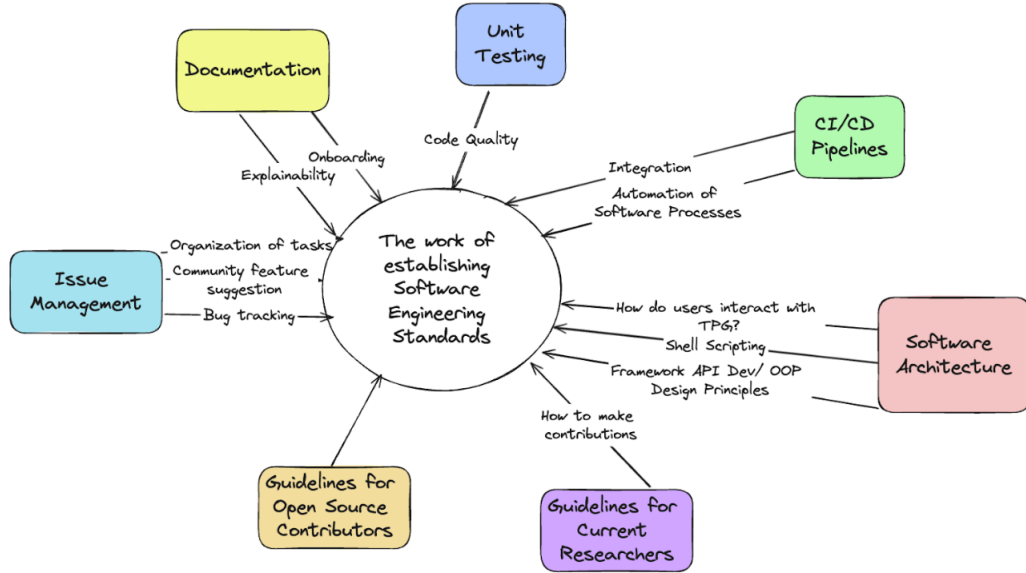 Unit
Testing
Documentation
CI/CD
Pipelines
Code Quality
Onboarding
Explainability
Integration
Automation of
Software Processes
The work of
establishing
Software
Engineering
Standards
Organization of tasks
Community feature
suggestion
Bug tracking
Issue
Management
How do users interact with
TPG?
Shell Scripting
Framework API Dev/ OOP
Design Principles
Software
Architecture
How to make
contributions
Guidelines for
Open Source
Contributors
Guidelines for
Current
Researchers